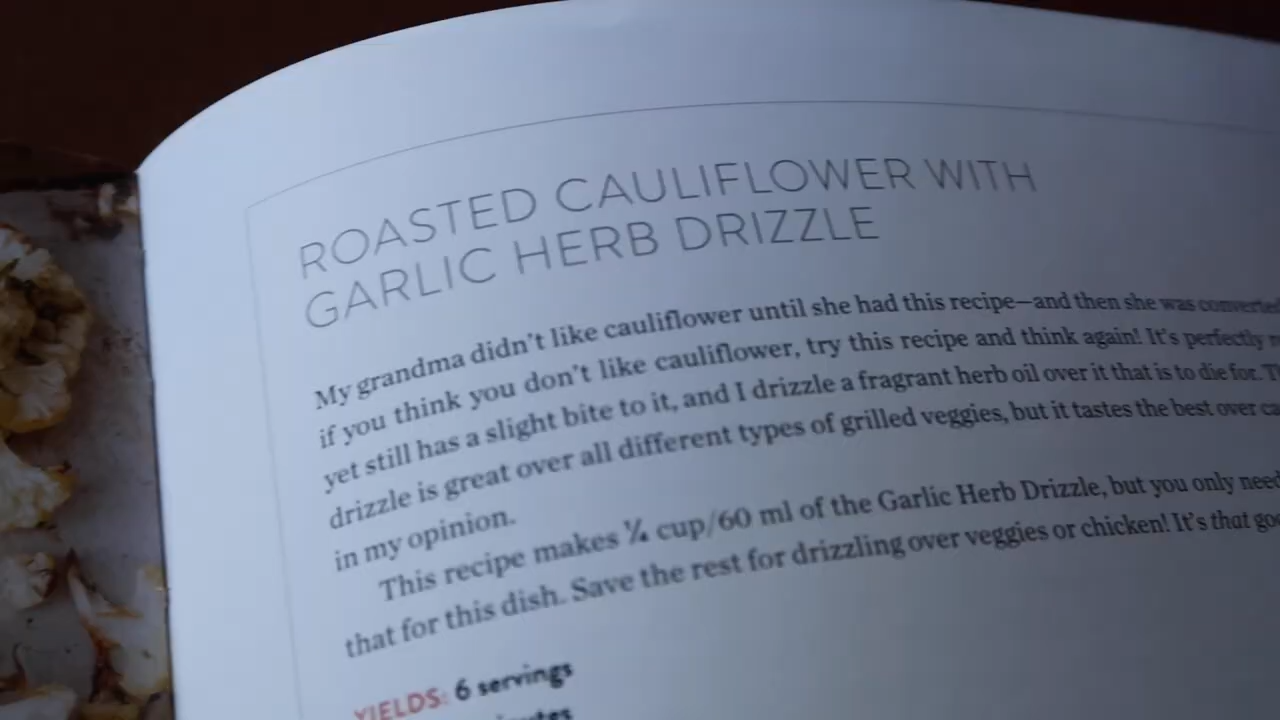 ROASTED CAULIFLOWER WITH
GARLIC HERB DRIZZLE
My grandma didn't like cauliflower until she had this recipe—and then she was converted
if you think you don't like cauliflower, try this recipe and think again! It's perfectly
yet still has a slight bite to it, and I drizzle a fragrant herb oil over it that is to die for.
drizzle is great over all different types of grilled veggies, but it tastes the best over
in my opinion.
This recipe makes ¼ cup/60 ml of the Garlic Herb Drizzle, but you only need
that for this dish. Save the rest for drizzling over veggies or chicken! It's that
YIELDS: 6 servings